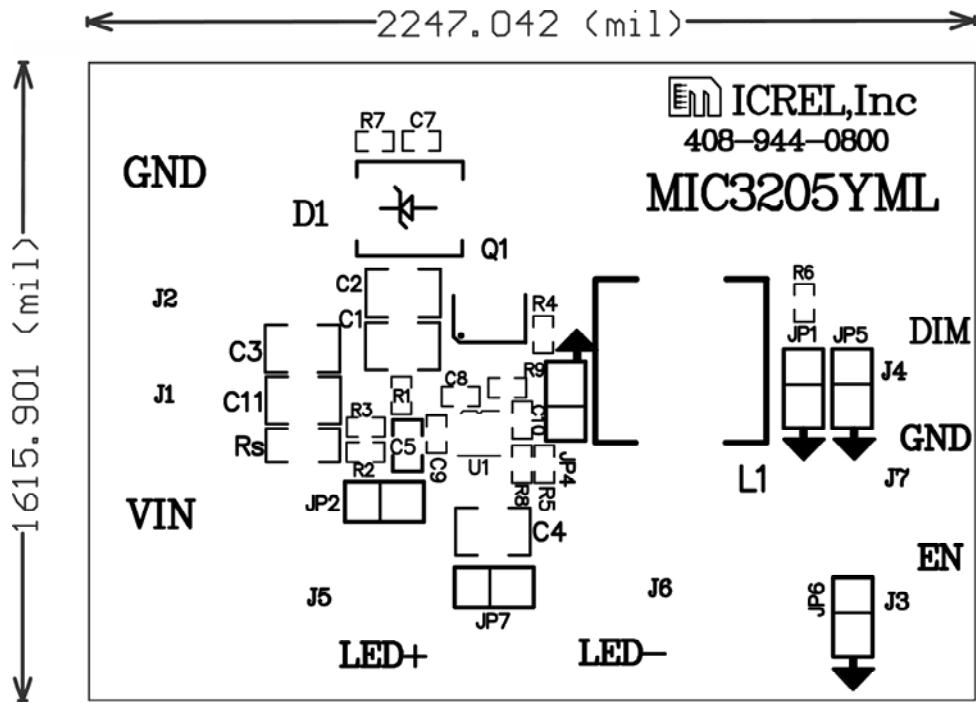 2247.042 (mil)
1615.901 (mil)
ICREL,Inc
408-944-0800
MIC3205YML
R7
C7
GND
D1
Q1
C2
J2
C1
R4
R6
JP1
JP5
DIM
C3
J4
R9
C8
J1
C11
R1
R3
C10
GND
Rs
C5
C9
U1
JP4
L1
J7
R2
R8
R5
JP2
VIN
C4
EN
J5
J6
JP6
J3
JP7
LED+
LED-